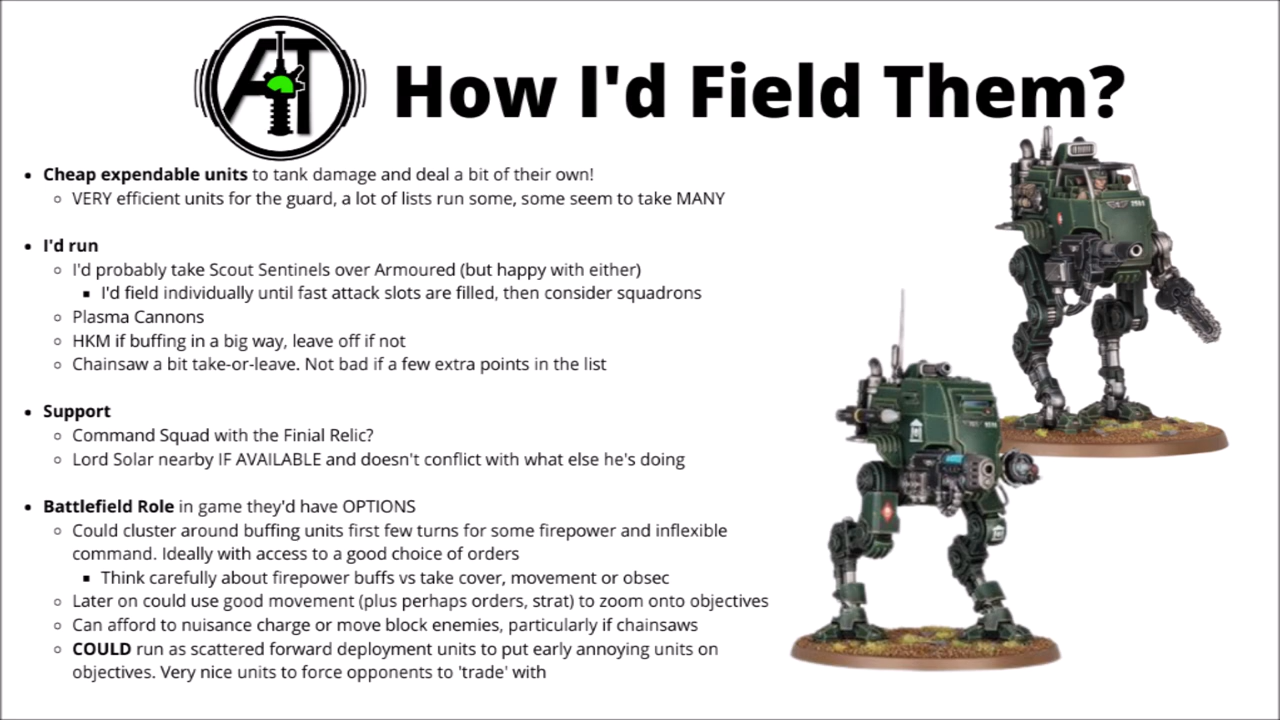 AT
How I'd Field Them?
• Cheap expendable units to tank damage and deal a bit of their own!
◦ VERY efficient units for the guard, a lot of lists run some, some seem to take MANY
• I'd run
◦ I'd probably take Scout Sentinels over Armoured (but happy with either)
▪ I'd field individually until fast attack slots are filled, then consider squadrons
◦ Plasma Cannons
◦ HKM if buffing in a big way, leave off if not
◦ Chainsaw a bit take-or-leave. Not bad if a few extra points in the list
• Support
◦ Command Squad with the Finial Relic?
◦ Lord Solar nearby IF AVAILABLE and doesn't conflict with what else he's doing
• Battlefield Role in game they'd have OPTIONS
◦ Could cluster around buffing units first few turns for some firepower and inflexible
command. Ideally with access to a good choice of orders
▪ Think carefully about firepower buffs vs take cover, movement or obsec
◦ Later on could use good movement (plus perhaps orders, strat) to zoom onto objectives
◦ Can afford to nuisance charge or move block enemies, particularly if chainsaws
◦ COULD run as scattered forward deployment units to put early annoying units on
objectives. Very nice units to force opponents to 'trade' with